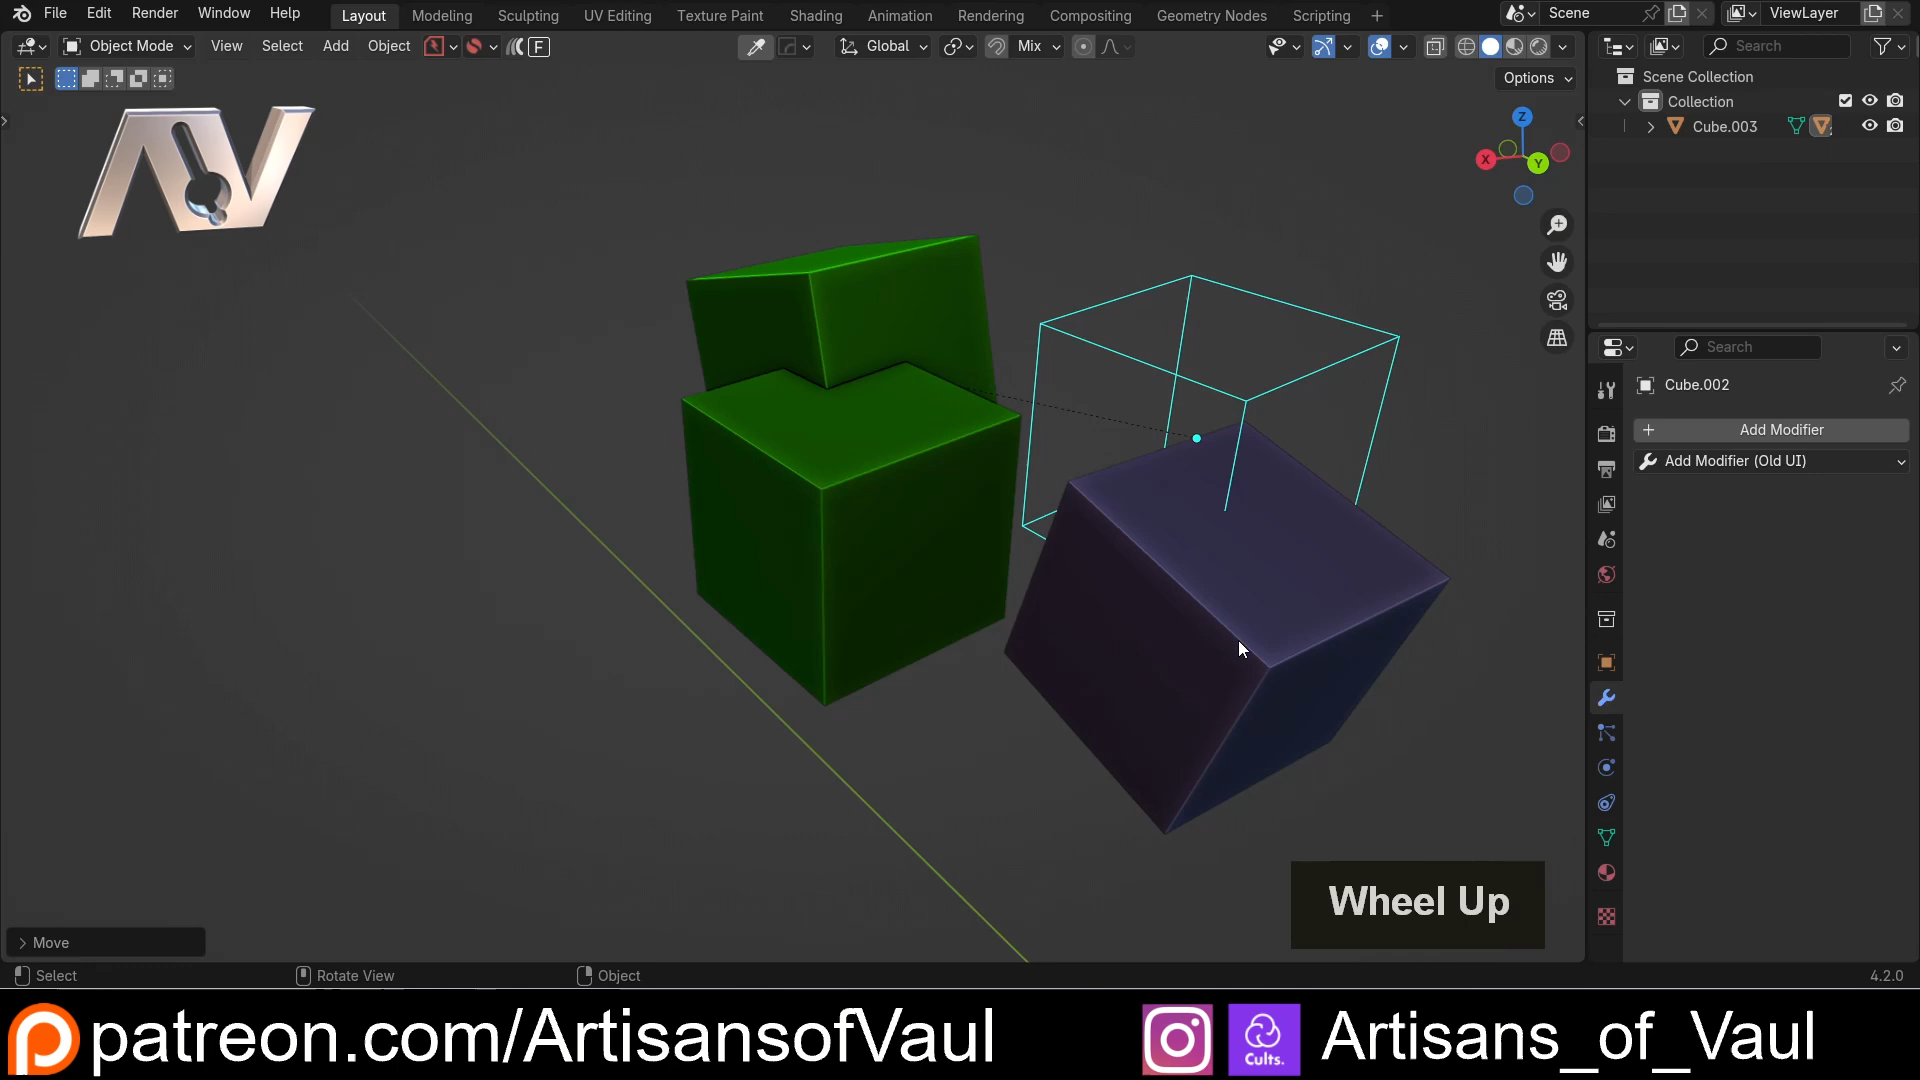 File Edit Render Window Help Layout Modeling Sculpting UV Editing Texture Paint Shading Animation Rendering Compositing Geometry Nodes Scripting + Scene ViewLayer
Object Mode View Select Add Object F Global Mix Search
Options
Scene Collection
Collection
Cube.003
Z
X Y
AV
Search
Cube.002
Add Modifier
Add Modifier (Old UI)
Wheel Up
Move
Select Rotate View Object 4.2.0
patreon.com/ArtisansofVaul Cults. Artisans_of_Vaul